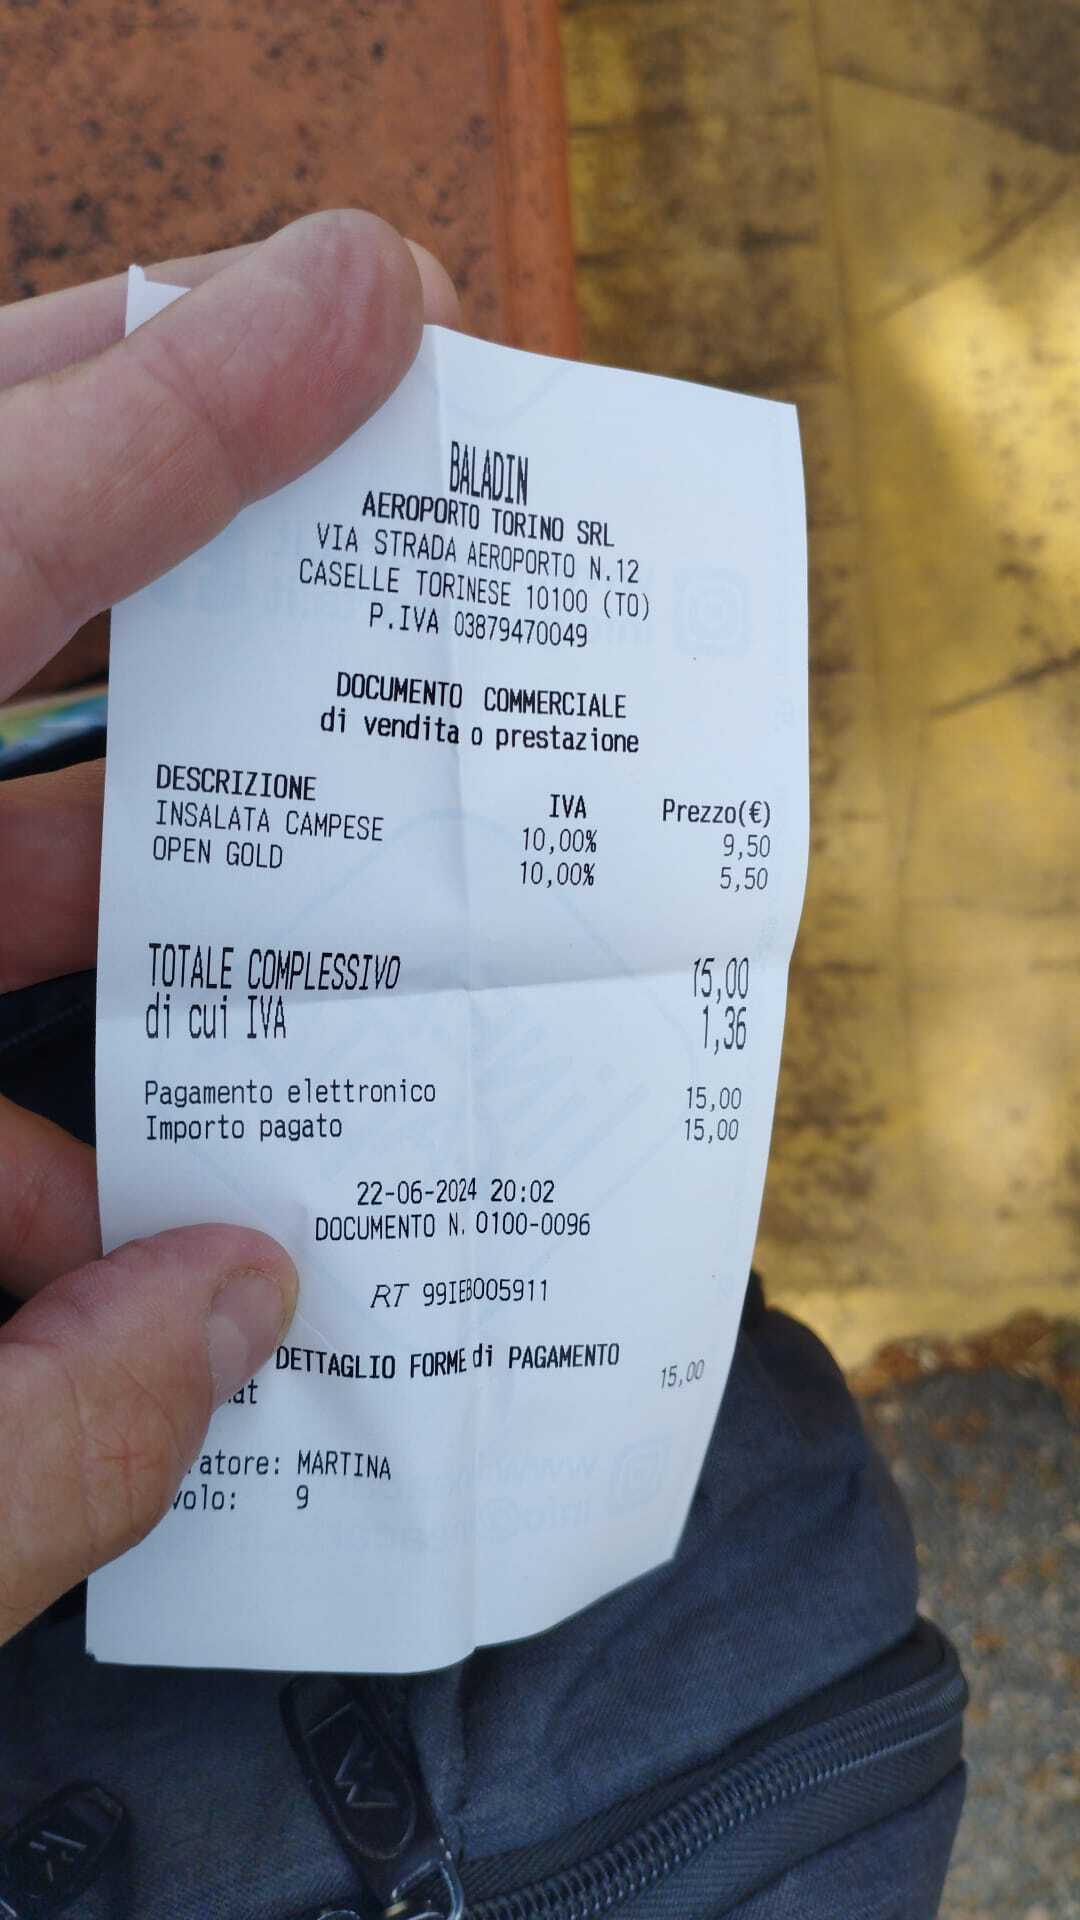 BALADIN
AEROPORTO TORINO SRL
VIA STRADA AEROPORTO N.12
CASELLE TORINESE 10100 (TO)
P.IVA 03879470049
DOCUMENTO COMMERCIALE
di vendita o prestazione
DESCRIZIONE IVA Prezzo(€)
INSALATA CAMPESE 10,00% 9,50
OPEN GOLD 10,00% 5,50
TOTALE COMPLESSIVO 15,00
di cui IVA 1,36
Pagamento elettronico 15,00
Importo pagato 15,00
22-06-2024 20:02
DOCUMENTO N. 0100-0096
RT 99IEB005911
DETTAGLIO FORME di PAGAMENTO
at 15,00
ratore: MARTINA
volo: 9